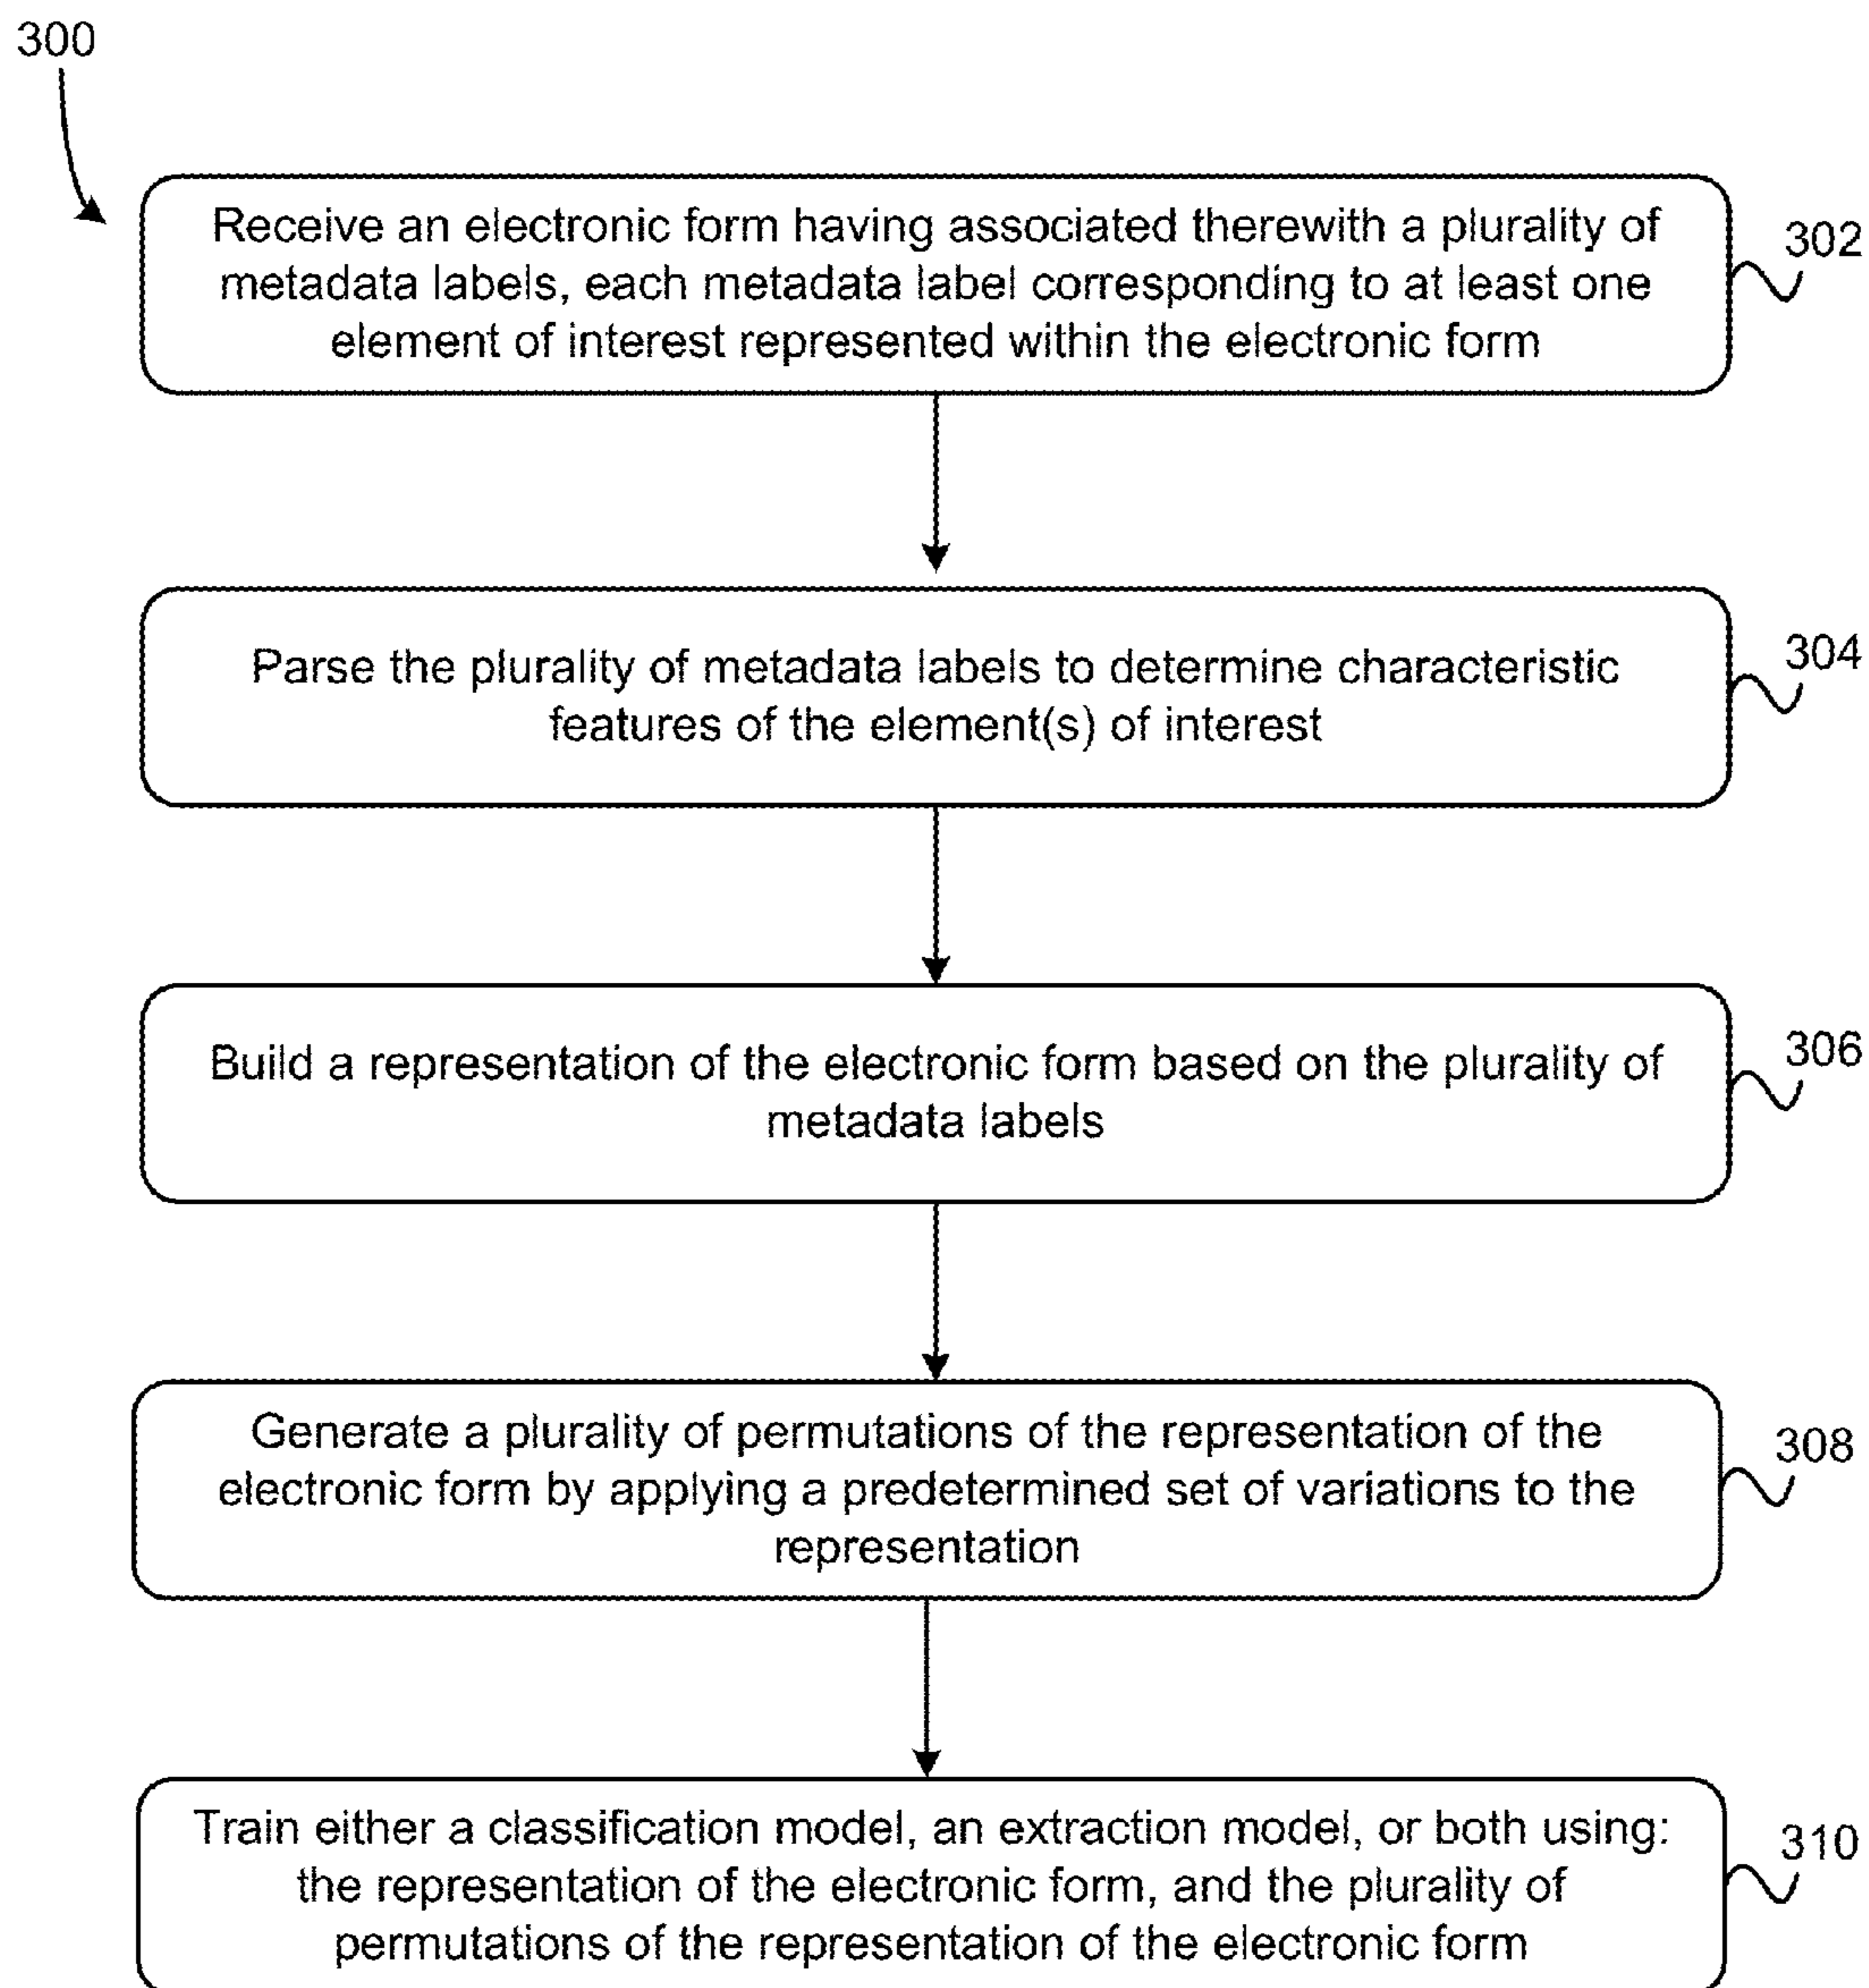 300
Receive an electronic form having associated therewith a plurality of
metadata labels, each metadata label corresponding to at least one
element of interest represented within the electronic form
302
Parse the plurality of metadata labels to determine characteristic
features of the element(s) of interest
304
Build a representation of the electronic form based on the plurality of
metadata labels
306
Generate a plurality of permutations of the representation of the
electronic form by applying a predetermined set of variations to the
representation
308
Train either a classification model, an extraction model, or both using:
the representation of the electronic form, and the plurality of
permutations of the representation of the electronic form
310